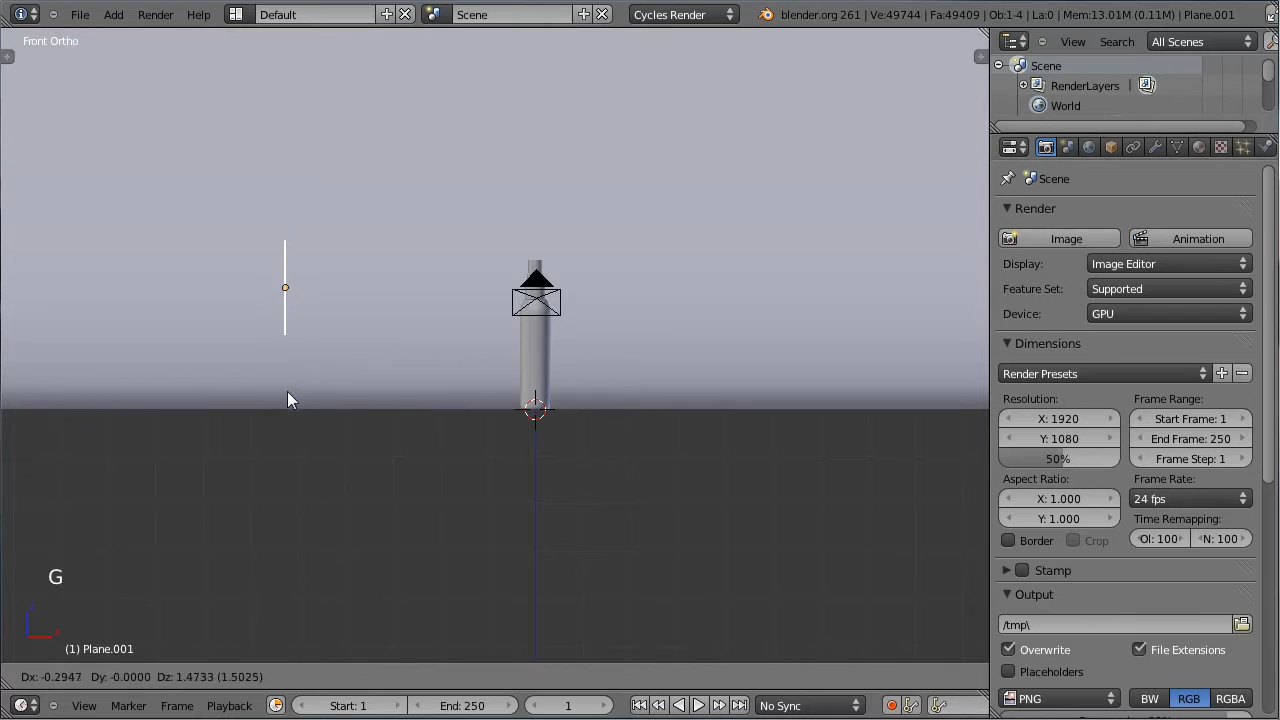 File Add Render Help Default Scene Cycles Render blender.org 261 | Ve:49744 | Fa:49409 | Ob:1-4 | La:0 | Mem:13.01M (0.11M) | Plane.001
Front Ortho
View Search All Scenes
Scene
RenderLayers
World
Scene
Render
Image Animation
Display: Image Editor
Feature Set: Supported
Device: GPU
Dimensions
Render Presets
Resolution: Frame Range:
X: 1920 Start Frame: 1
Y: 1080 End Frame: 250
50% Frame Step: 1
Aspect Ratio: Frame Rate:
X: 1.000 24 fps
Y: 1.000 Time Remapping:
Border Crop Ol: 100 N: 100
Stamp
Output
/tmp\
Overwrite File Extensions
Placeholders
PNG BW RGB RGBA
G
z
x
(1) Plane.001
Dx: -0.2947 Dy: -0.0000 Dz: 1.4733 (1.5025)
View Marker Frame Playback Start: 1 End: 250 1 No Sync